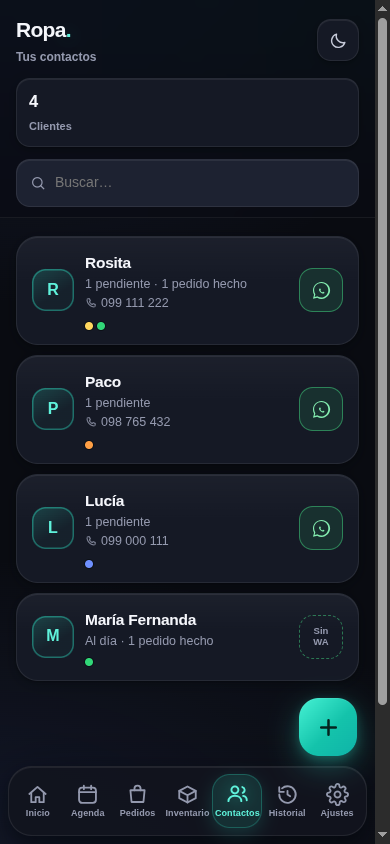 Ropa.
Tus contactos
4
Clientes
Buscar…
Rosita
1 pendiente · 1 pedido hecho
099 111 222
R
Paco
1 pendiente
098 765 432
P
Lucía
1 pendiente
099 000 111
L
María Fernanda
Al día · 1 pedido hecho
M
Sin
WA
Inicio
Agenda
Pedidos
Inventario
Contactos
Historial
Ajustes